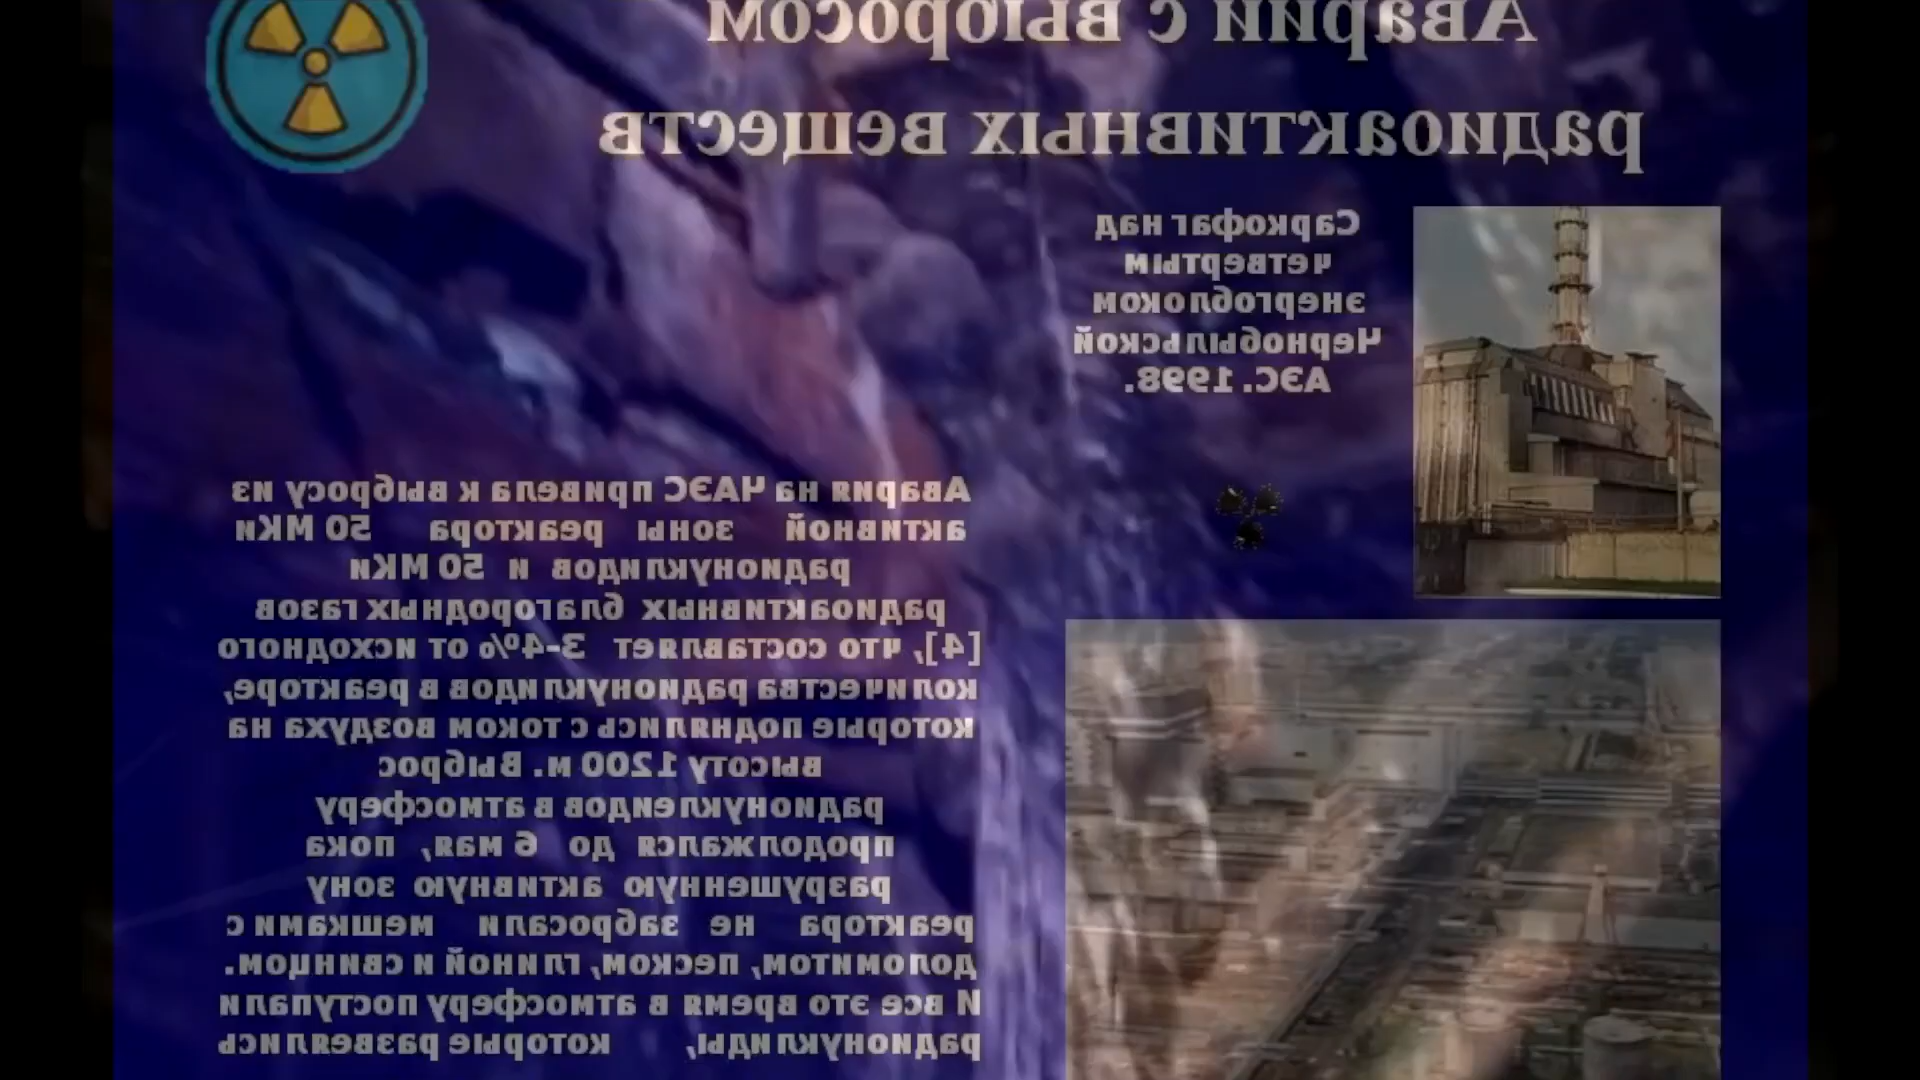 Аварии с выбросом
радиоактивных веществ
Саркофаг над
четвертым
энергоблоком
Чернобыльской
АЭС. 1998.
Авария на ЧАЭС привела к выбросу из
активной зоны реактора 50 МКи
радионуклидов и 50 МКи
радиоактивных благородных газов
[4], что составляет 3-4% от исходного
количества радионуклидов в реакторе,
которые поднялись с током воздуха на
высоту 1200 м. Выброс
радионуклеидов в атмосферу
продолжался до 6 мая, пока
разрушенную активную зону
реактора не забросали мешками с
доломитом, песком, глиной и свинцом.
И все это время в атмосферу поступали
радионуклиды, которые развеялись